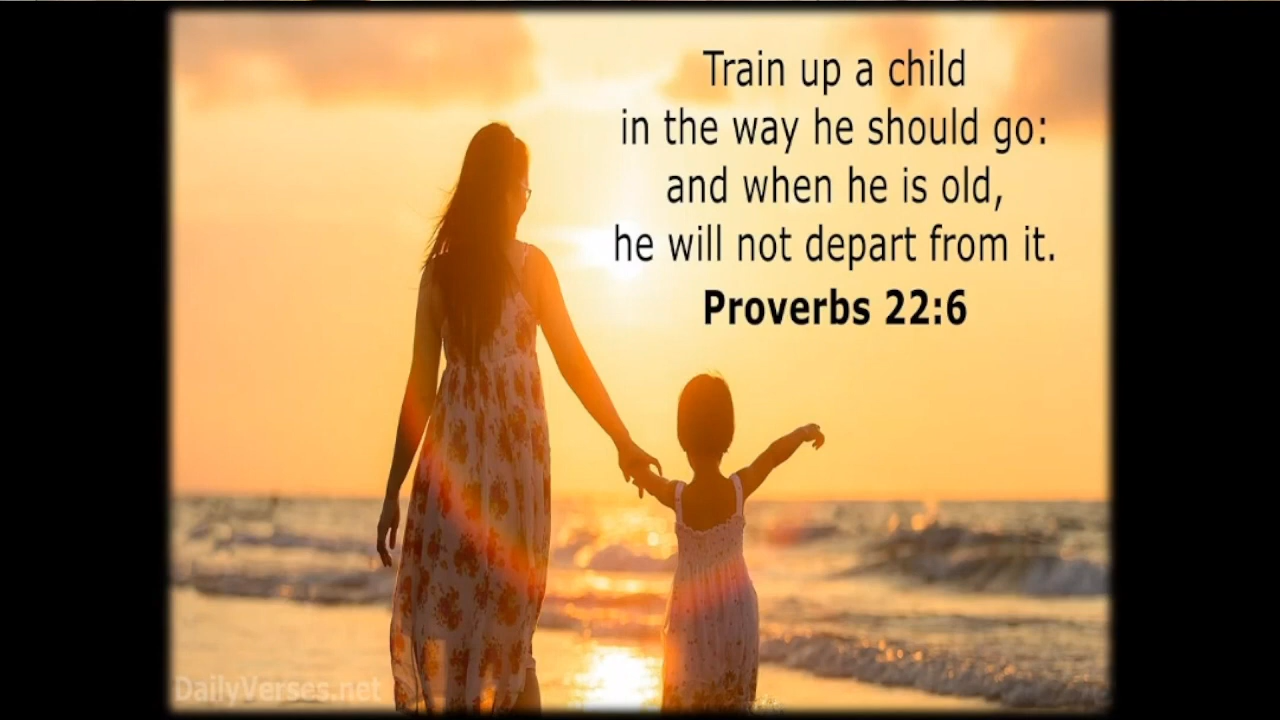 Train up a child
in the way he should go:
and when he is old,
he will not depart from it.
Proverbs 22:6
DailyVerses.net